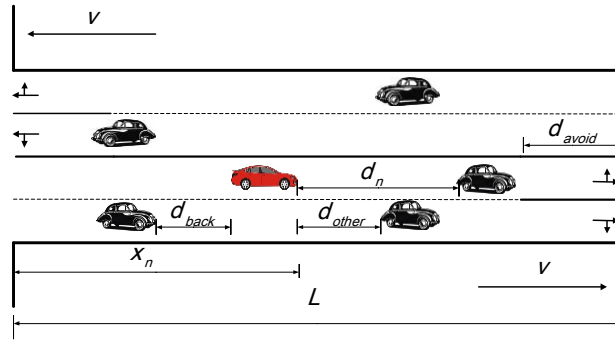 v
d_avoid
d_n
d_back
d_other
x_n
v
L